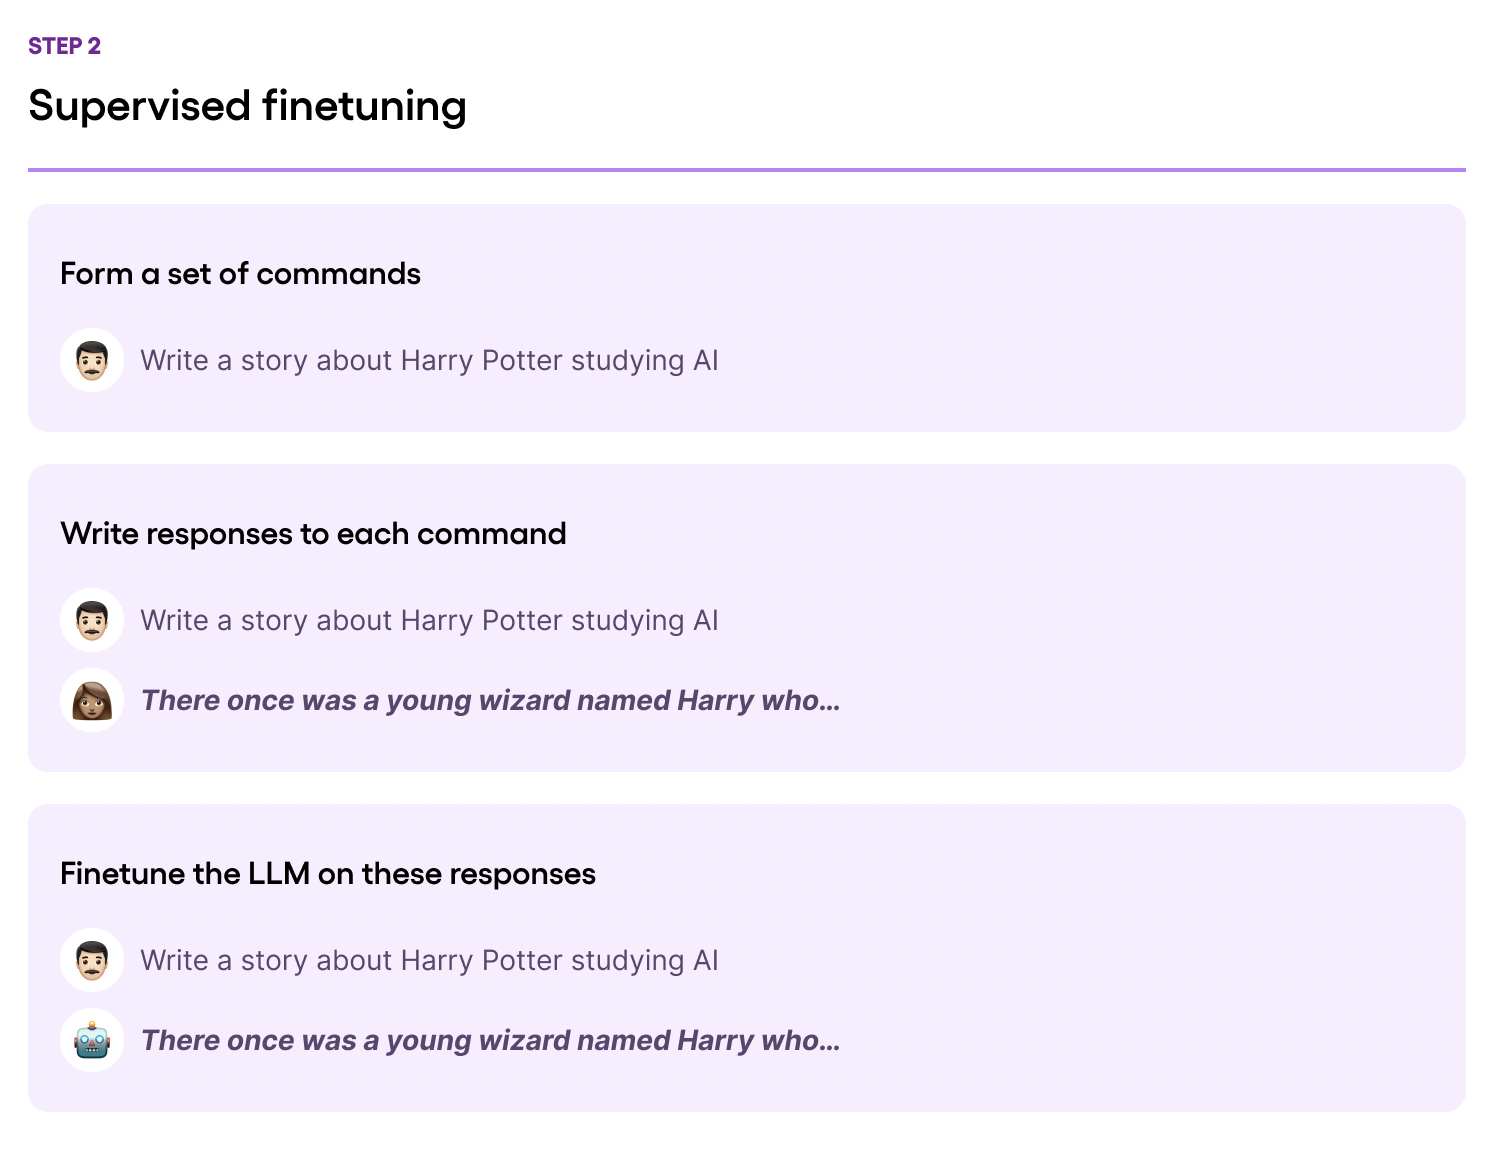 STEP 2
Supervised finetuning
Form a set of commands
Write a story about Harry Potter studying AI
Write responses to each command
Write a story about Harry Potter studying AI
There once was a young wizard named Harry who...
Finetune the LLM on these responses
Write a story about Harry Potter studying AI
There once was a young wizard named Harry who...